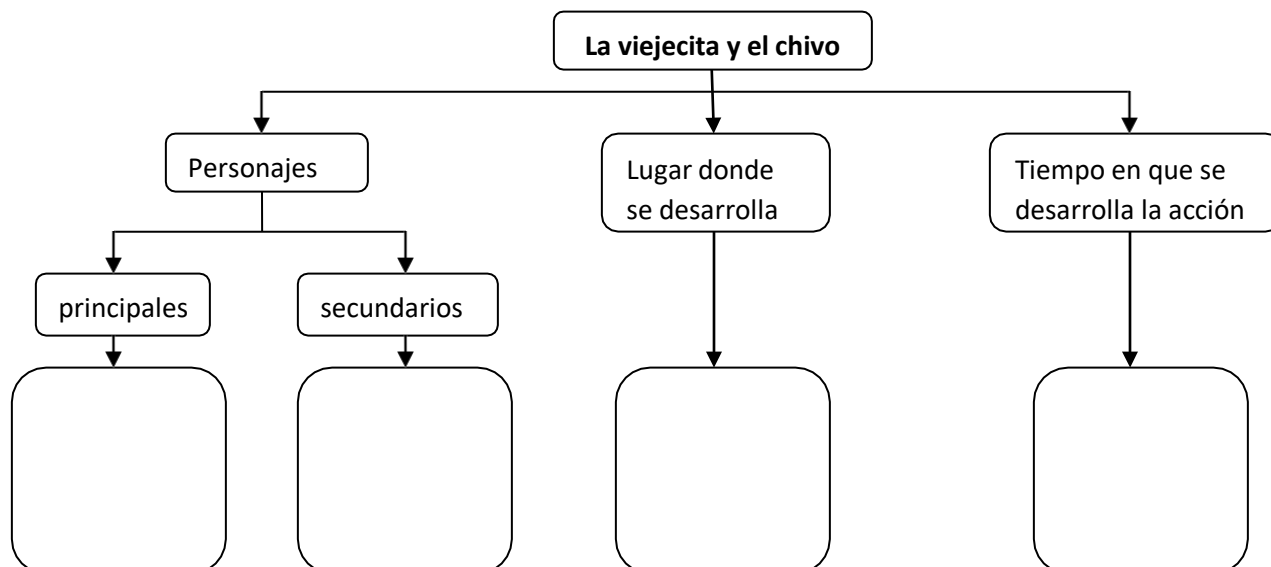 La viejecita y el chivo
Personajes
Lugar donde
se desarrolla
Tiempo en que se
desarrolla la acción
principales
secundarios